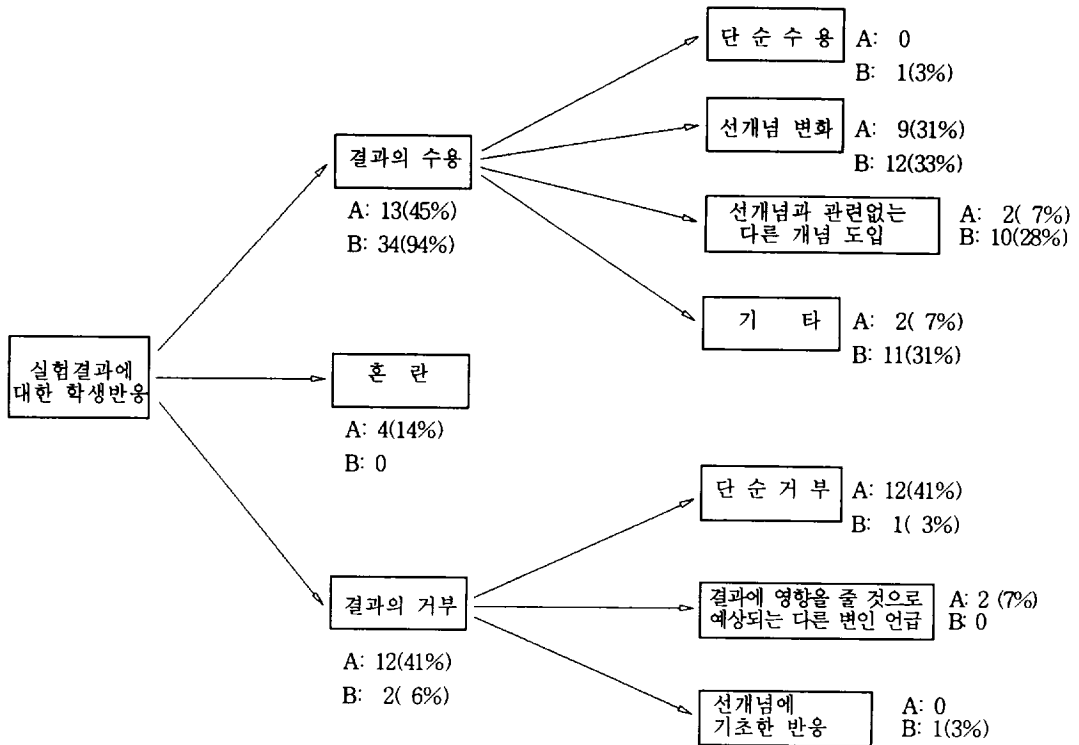 단 순 수 용
A: 0
B: 1(3%)
선개념 변화
A: 9(31%)
B: 12(33%)
결과의 수용
A: 13(45%)
B: 34(94%)
선개념과 관련없는
다른 개념 도입
A: 2( 7%)
B: 10(28%)
기 타
A: 2( 7%)
B: 11(31%)
실험결과에
대한 학생반응
혼 란
A: 4(14%)
B: 0
단 순 거 부
A: 12(41%)
B: 1( 3%)
결과의 거부
A: 12(41%)
B: 2( 6%)
결과에 영향을 줄 것으로
예상되는 다른 변인 언급
A: 2 (7%)
B: 0
선개념에
기초한 반응
A: 0
B: 1(3%)